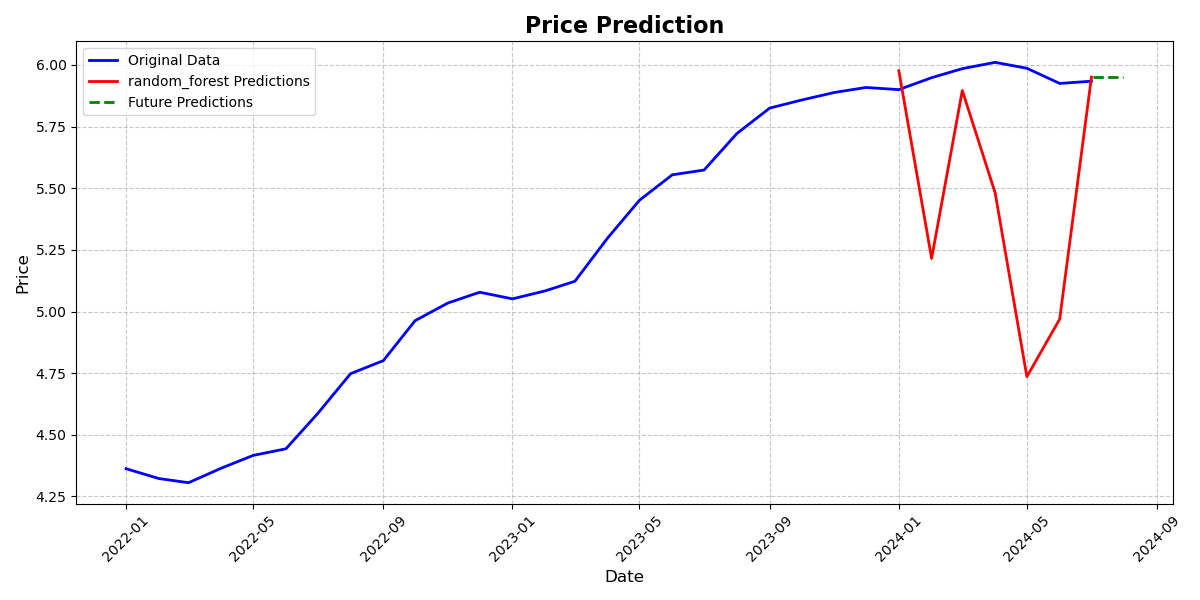 Price Prediction
Original Data
random_forest Predictions
Future Predictions
Price
6.00
5.75
5.50
5.25
5.00
4.75
4.50
4.25
2022-01
2022-05
2022-09
2023-01
2023-05
2023-09
2024-01
2024-05
2024-09
Date